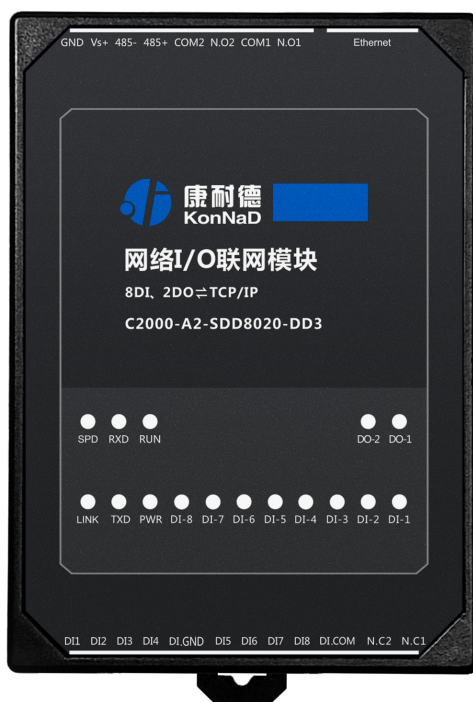 GND Vs+ 485- 485+ COM2 N.O2 COM1 N.O1 Ethernet
康耐德
KonNaD
网络I/O联网模块
8DI、2DO⇌TCP/IP
C2000-A2-SDD8020-DD3
SPD RXD RUN DO-2 DO-1
LINK TXD PWR DI-8 DI-7 DI-6 DI-5 DI-4 DI-3 DI-2 DI-1
DI1 DI2 DI3 DI4 DI.GND DI5 DI6 DI7 DI8 DI.COM N.C2 N.C1